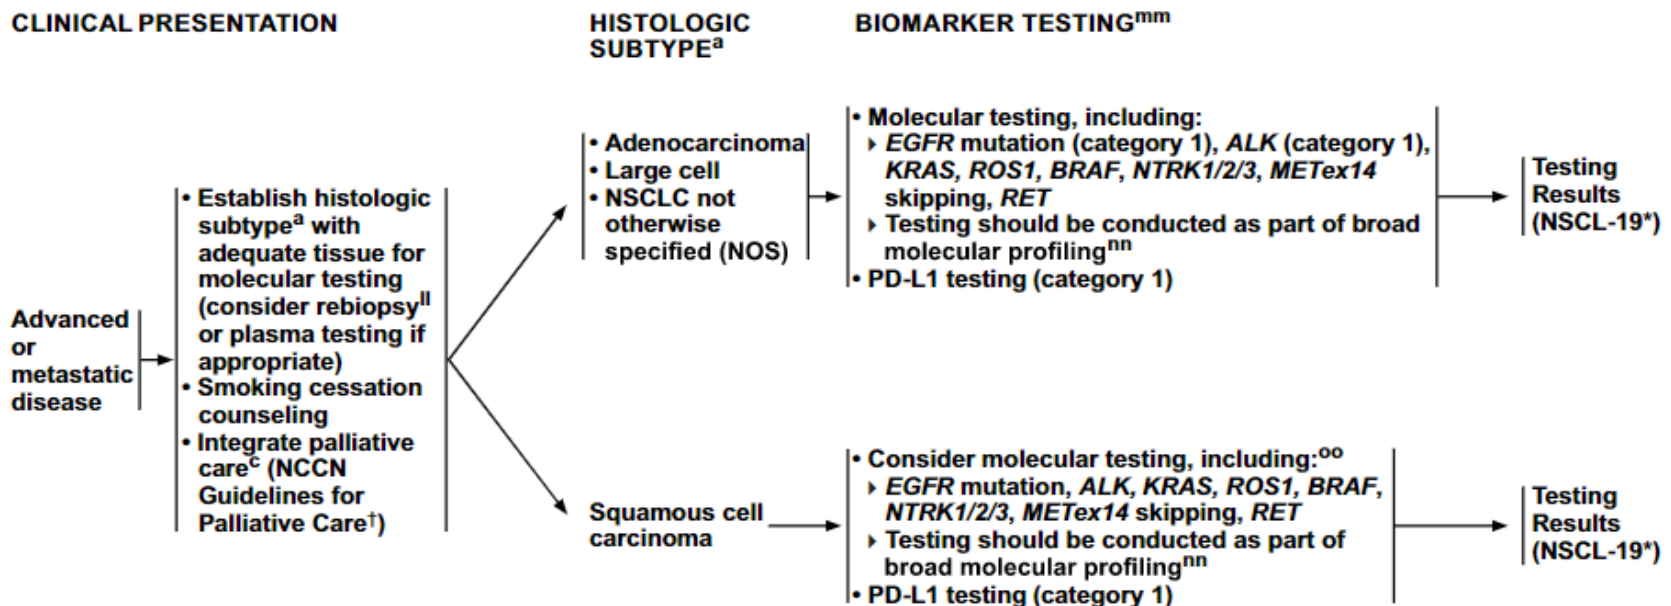 CLINICAL PRESENTATION
HISTOLOGIC
SUBTYPEᵃ
BIOMARKER TESTINGᵐᵐ
Advanced
or
metastatic
disease
• Establish histologic
subtypeᵃ with
adequate tissue for
molecular testing
(consider rebiopsyˡˡ
or plasma testing if
appropriate)
• Smoking cessation
counseling
• Integrate palliative
careᶜ (NCCN
Guidelines for
Palliative Care†)
• Adenocarcinoma
• Large cell
• NSCLC not
otherwise
specified (NOS)
• Molecular testing, including:
▸ EGFR mutation (category 1), ALK (category 1),
KRAS, ROS1, BRAF, NTRK1/2/3, METex14
skipping, RET
▸ Testing should be conducted as part of broad
molecular profilingⁿⁿ
• PD-L1 testing (category 1)
Testing
Results
(NSCL-19*)
Squamous cell
carcinoma
• Consider molecular testing, including:ᵒᵒ
▸ EGFR mutation, ALK, KRAS, ROS1, BRAF,
NTRK1/2/3, METex14 skipping, RET
▸ Testing should be conducted as part of
broad molecular profilingⁿⁿ
• PD-L1 testing (category 1)
Testing
Results
(NSCL-19*)